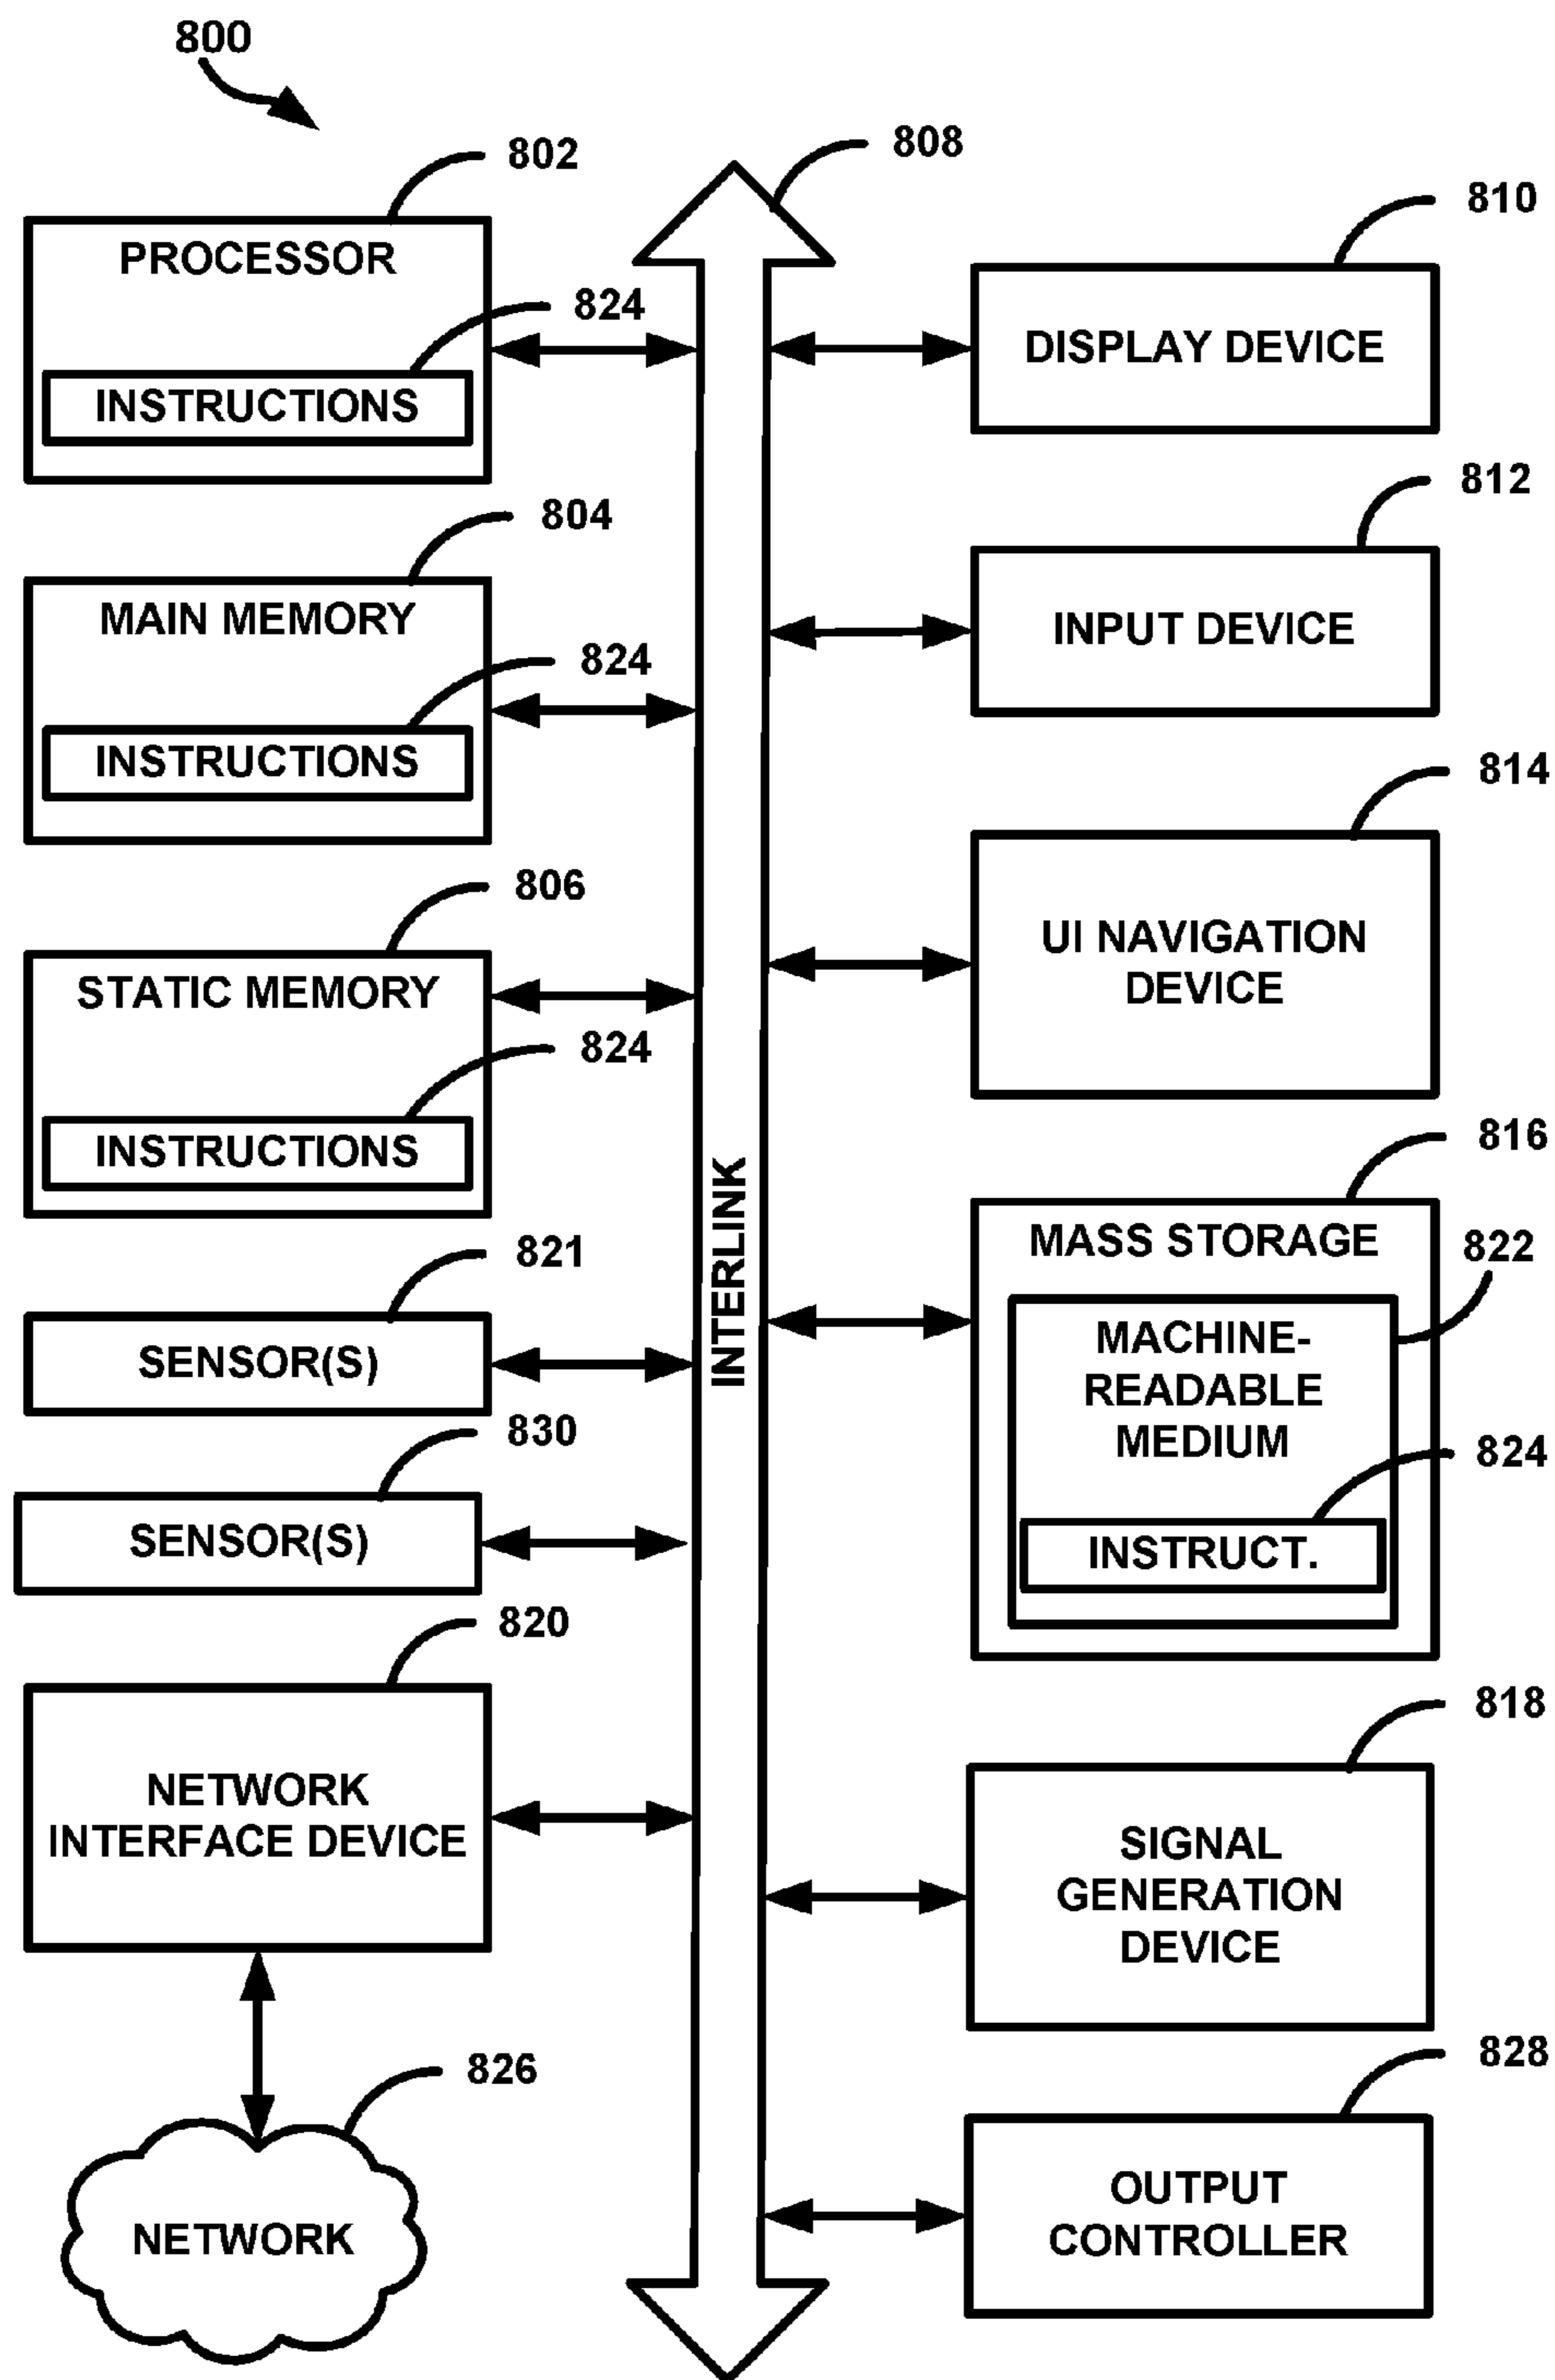 800
802
PROCESSOR
824
INSTRUCTIONS
804
MAIN MEMORY
824
INSTRUCTIONS
806
STATIC MEMORY
824
INSTRUCTIONS
821
SENSOR(S)
830
SENSOR(S)
820
NETWORK
INTERFACE DEVICE
826
NETWORK
808
INTERLINK
810
DISPLAY DEVICE
812
INPUT DEVICE
814
UI NAVIGATION
DEVICE
816
MASS STORAGE
822
MACHINE-
READABLE
MEDIUM
824
INSTRUCT.
818
SIGNAL
GENERATION
DEVICE
828
OUTPUT
CONTROLLER